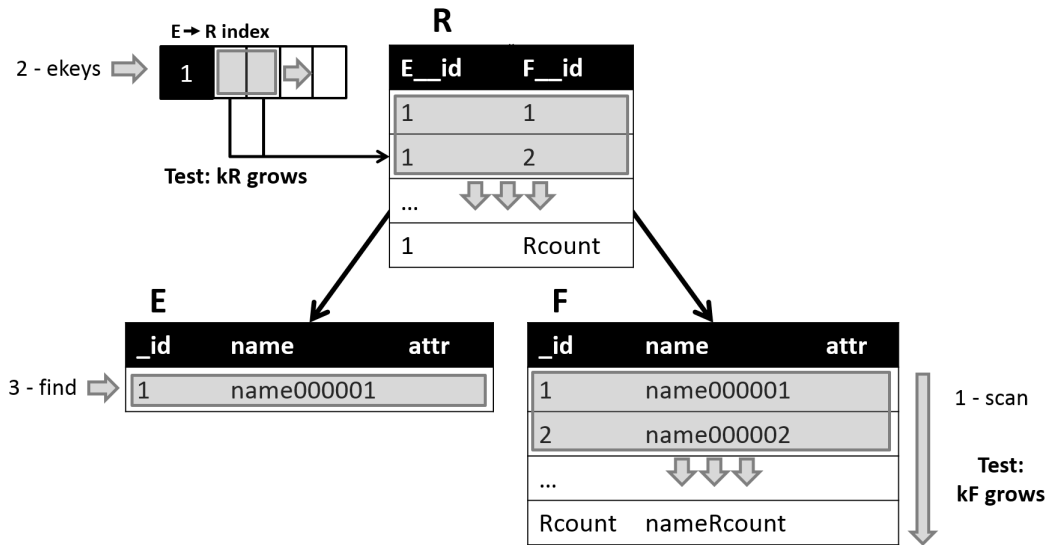 R
E → R index
2 - ekeys
1
E__id F__id
1 1
1 2
Test: kR grows
...
1 Rcount
E
F
_id name attr
_id name attr
3 - find
1 name000001
1 name000001
1 - scan
2 name000002
Test:
kF grows
...
Rcount nameRcount